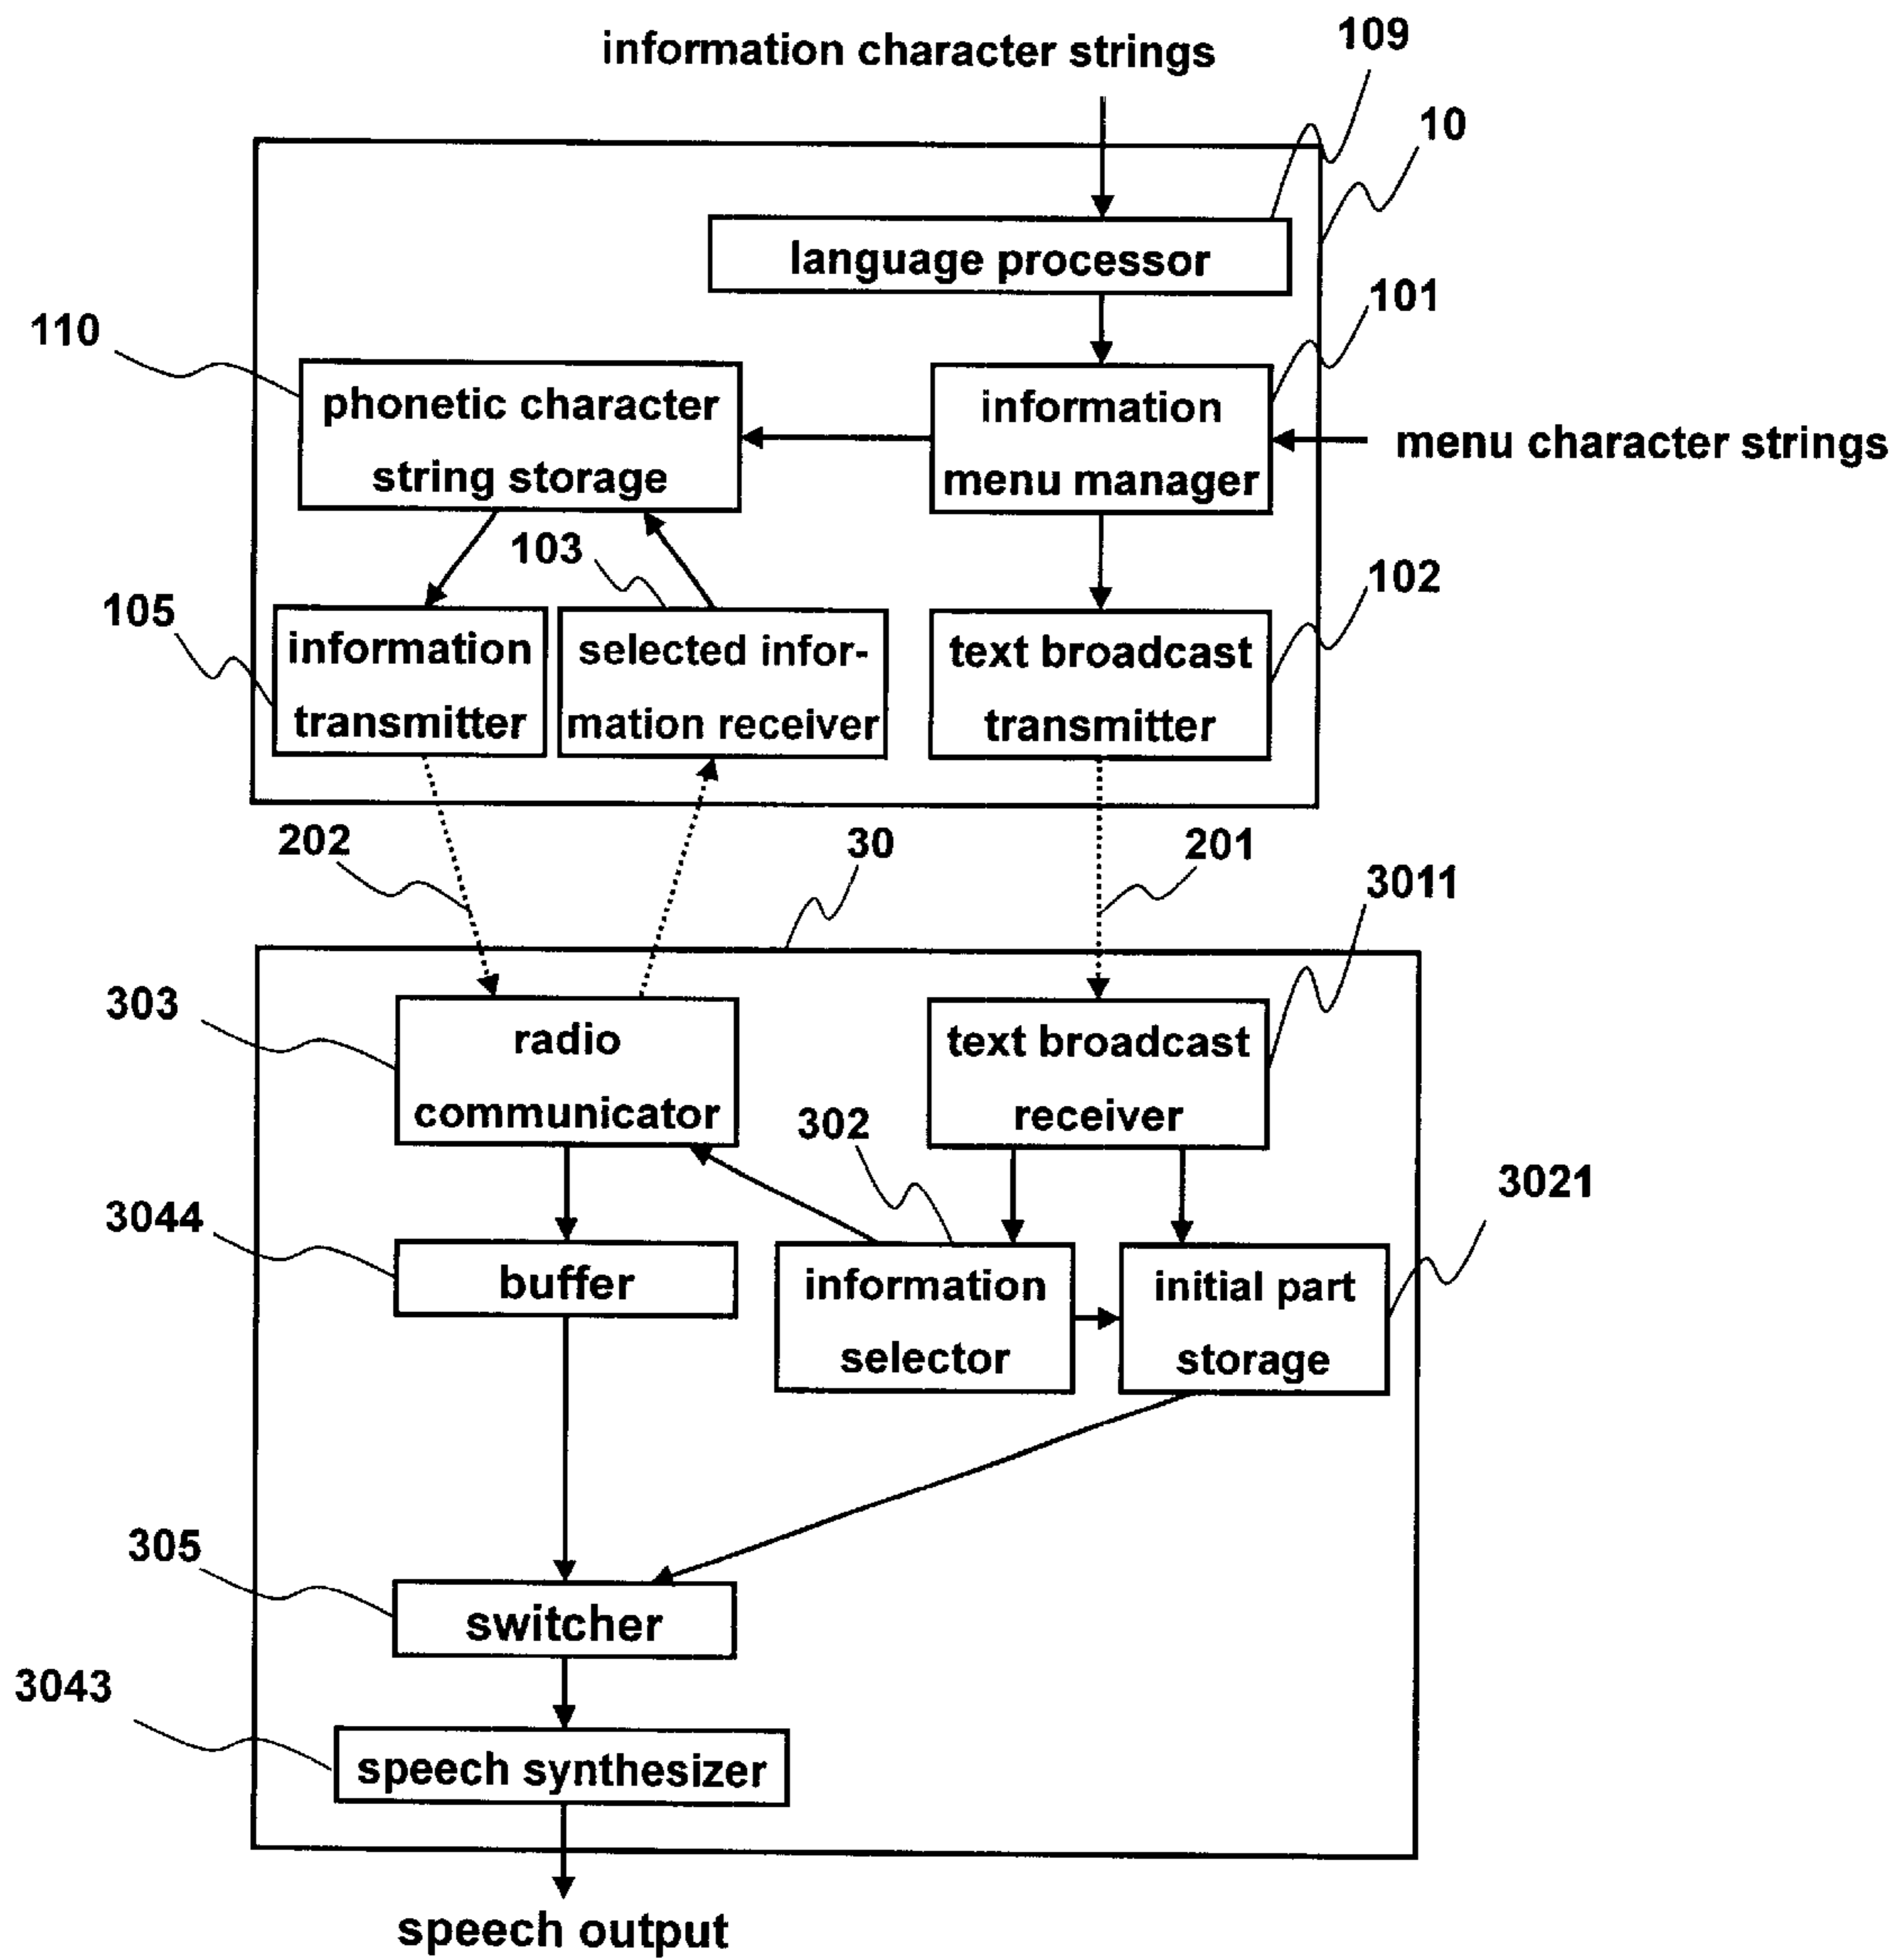 information character strings
109
10
language processor
101
110
phonetic character
string storage
information
menu manager
menu character strings
103
102
105
information
transmitter
selected infor-
mation receiver
text broadcast
transmitter
202
30
201
3011
303
radio
communicator
text broadcast
receiver
302
3021
3044
buffer
information
selector
initial part
storage
305
switcher
3043
speech synthesizer
speech output